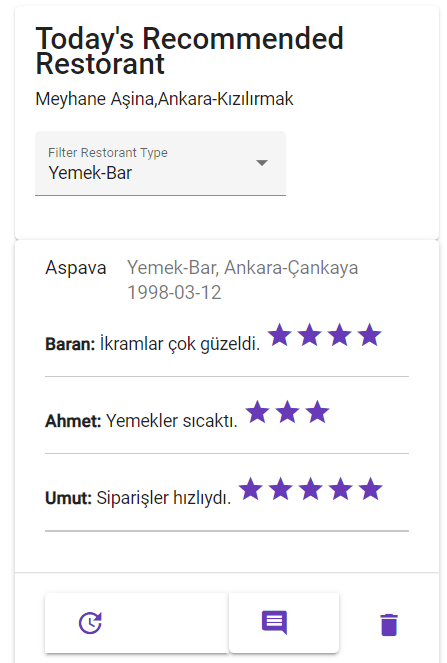 Today's Recommended
Restorant
Meyhane Aşina,Ankara-Kızılırmak
Filter Restorant Type
Yemek-Bar
Aspava Yemek-Bar, Ankara-Çankaya
1998-03-12
Baran: İkramlar çok güzeldi.
Ahmet: Yemekler sıcaktı.
Umut: Siparişler hızlıydı.